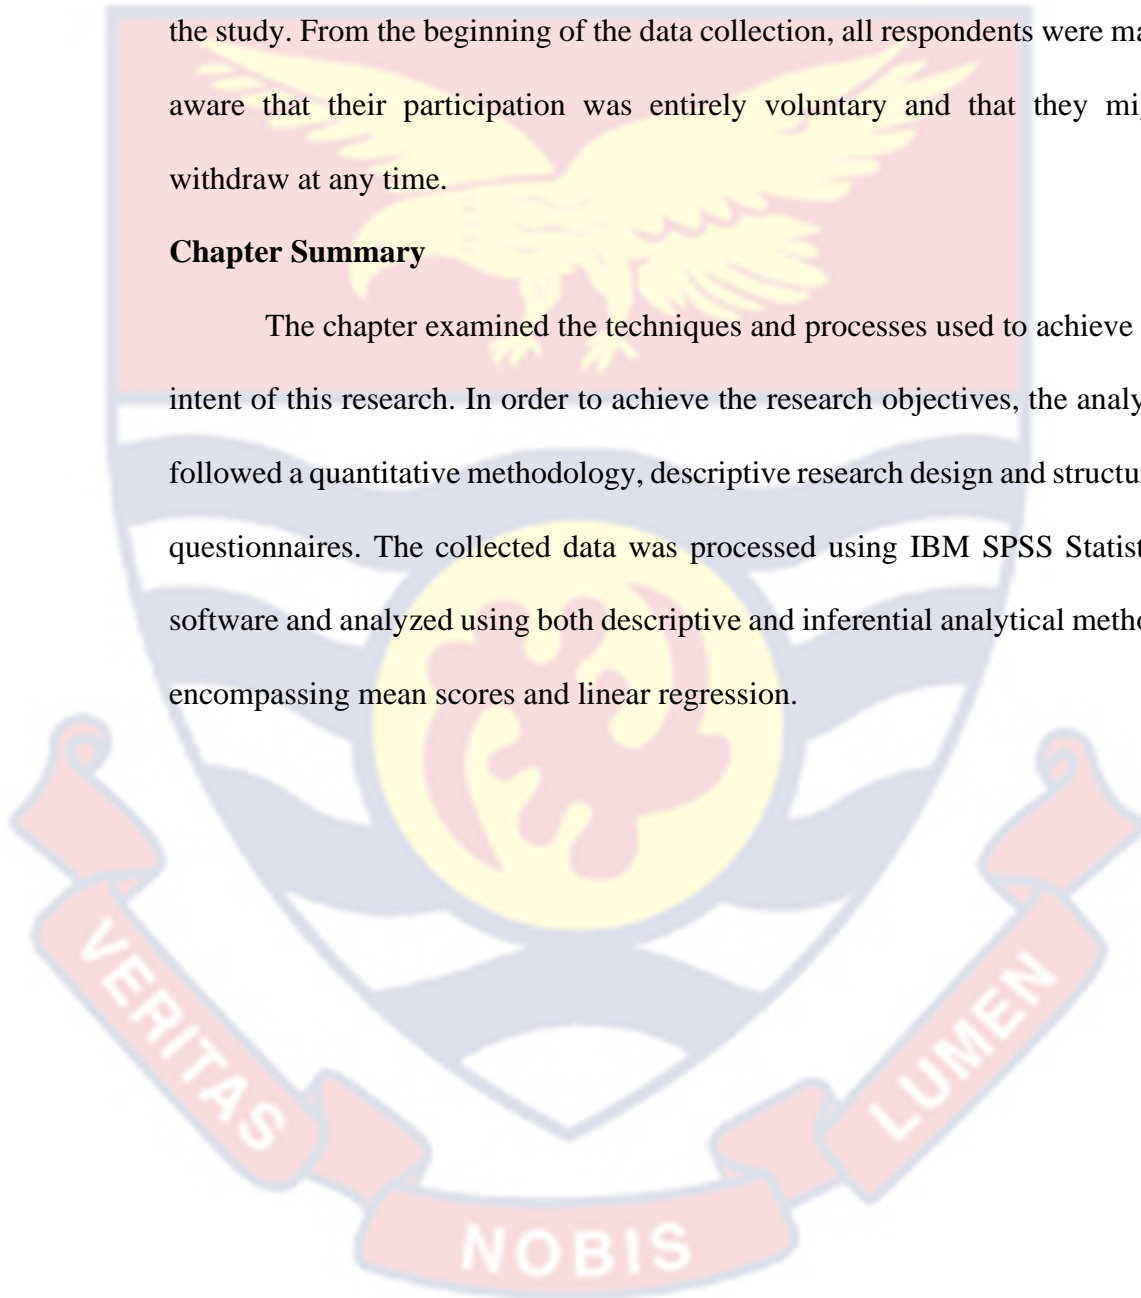 the study. From the beginning of the data collection, all respondents were ma
aware that their participation was entirely voluntary and that they mi
withdraw at any time.
Chapter Summary
The chapter examined the techniques and processes used to achieve
intent of this research. In order to achieve the research objectives, the analy
followed a quantitative methodology, descriptive research design and structu
questionnaires. The collected data was processed using IBM SPSS Statist
software and analyzed using both descriptive and inferential analytical metho
encompassing mean scores and linear regression.
VERITAS
NOBIS
LUMEN